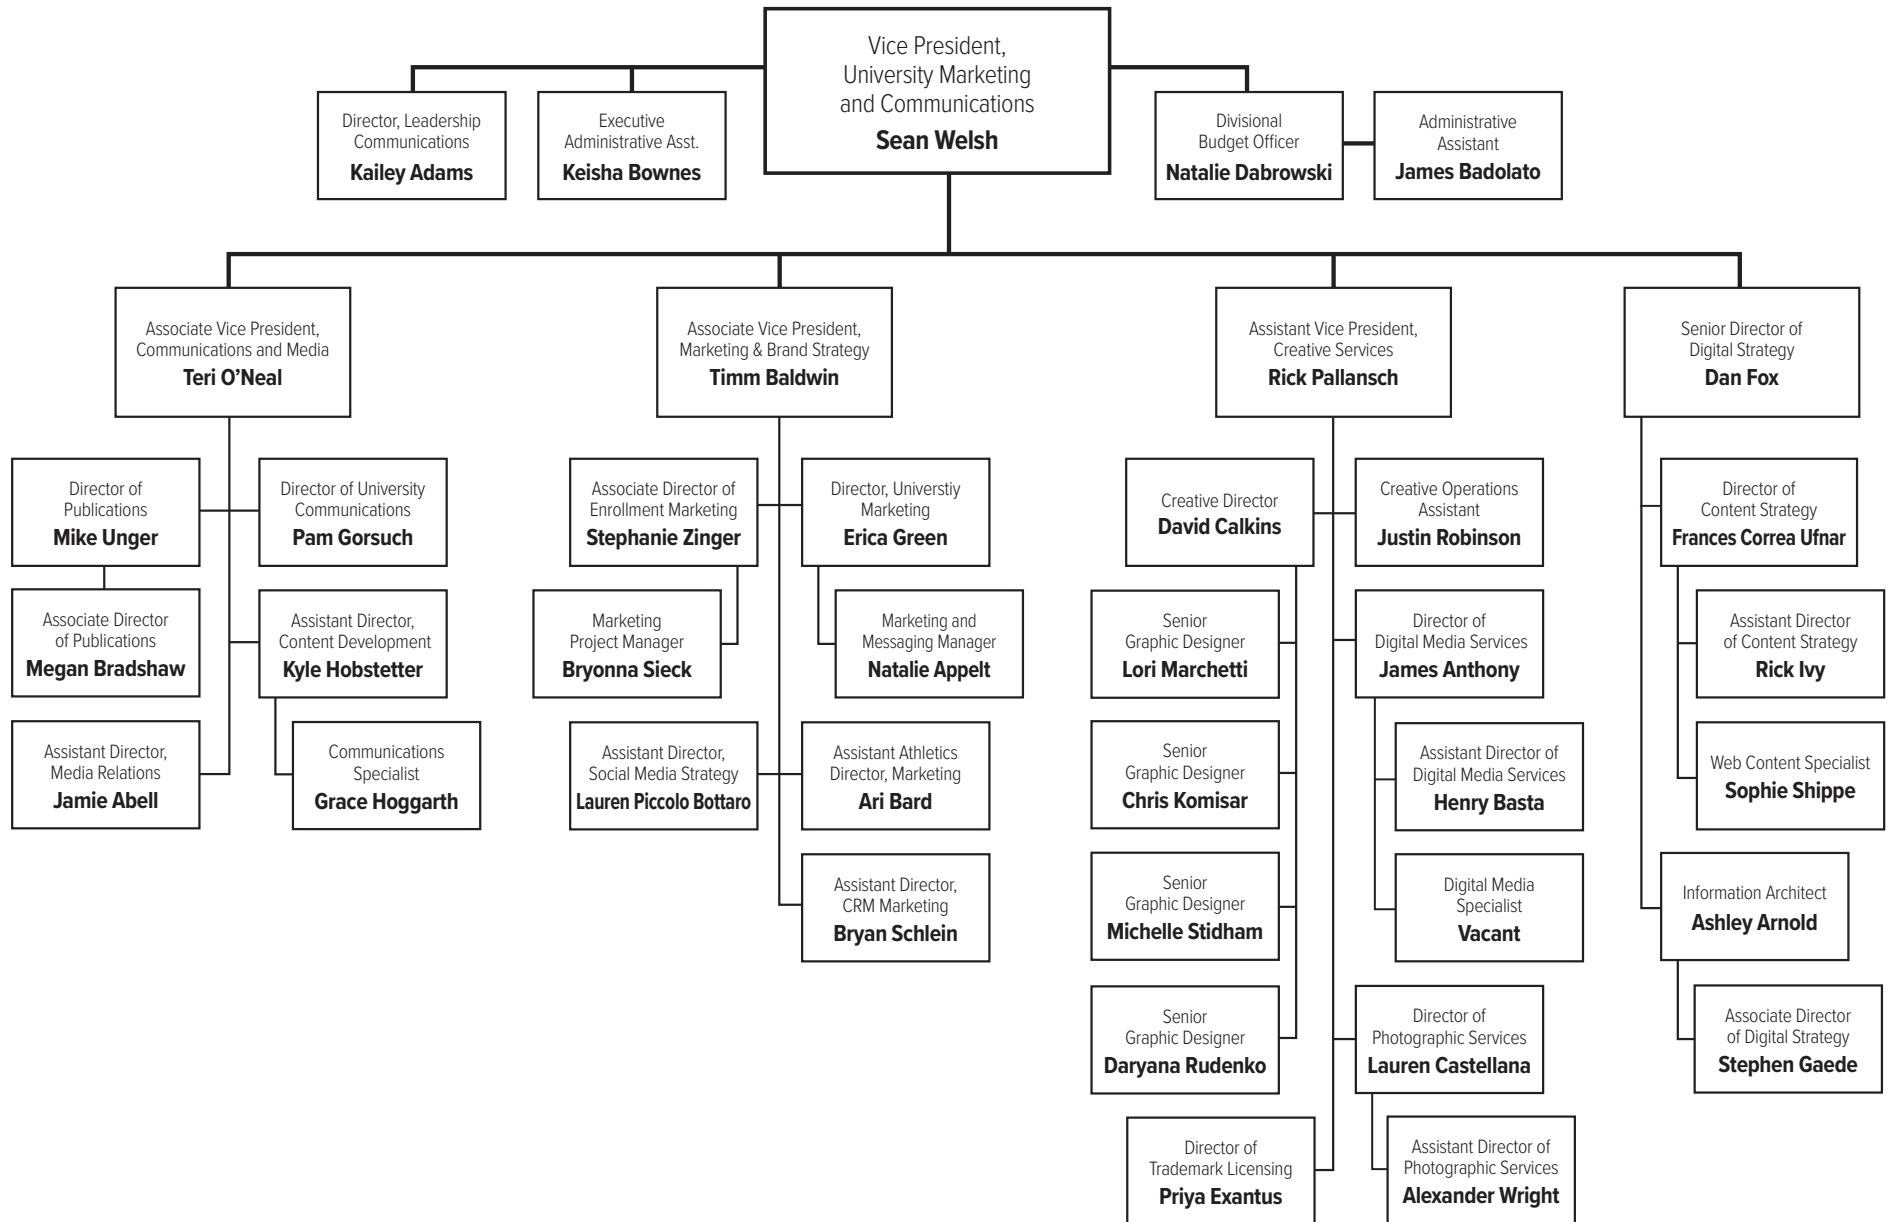 Vice President,
University Marketing
and Communications
Sean Welsh
Director, Leadership
Communications
Kailey Adams
Executive
Administrative Asst.
Keisha Bownes
Divisional
Budget Officer
Natalie Dabrowski
Administrative
Assistant
James Badolato
Associate Vice President,
Communications and Media
Teri O’Neal
Director of
Publications
Mike Unger
Director of University
Communications
Pam Gorsuch
Associate Director
of Publications
Megan Bradshaw
Assistant Director,
Content Development
Kyle Hobstetter
Assistant Director,
Media Relations
Jamie Abell
Communications
Specialist
Grace Hoggarth
Associate Vice President,
Marketing & Brand Strategy
Timm Baldwin
Associate Director of
Enrollment Marketing
Stephanie Zinger
Director, Universtiy
Marketing
Erica Green
Marketing
Project Manager
Bryonna Sieck
Marketing and
Messaging Manager
Natalie Appelt
Assistant Director,
Social Media Strategy
Lauren Piccolo Bottaro
Assistant Athletics
Director, Marketing
Ari Bard
Assistant Director,
CRM Marketing
Bryan Schlein
Assistant Vice President,
Creative Services
Rick Pallansch
Creative Director
David Calkins
Creative Operations
Assistant
Justin Robinson
Senior
Graphic Designer
Lori Marchetti
Director of
Digital Media Services
James Anthony
Senior
Graphic Designer
Chris Komisar
Assistant Director of
Digital Media Services
Henry Basta
Senior
Graphic Designer
Michelle Stidham
Digital Media
Specialist
Vacant
Senior
Graphic Designer
Daryana Rudenko
Director of
Photographic Services
Lauren Castellana
Director of
Trademark Licensing
Priya Exantus
Assistant Director of
Photographic Services
Alexander Wright
Senior Director of
Digital Strategy
Dan Fox
Director of
Content Strategy
Frances Correa Ufnar
Assistant Director
of Content Strategy
Rick Ivy
Web Content Specialist
Sophie Shippe
Information Architect
Ashley Arnold
Associate Director
of Digital Strategy
Stephen Gaede